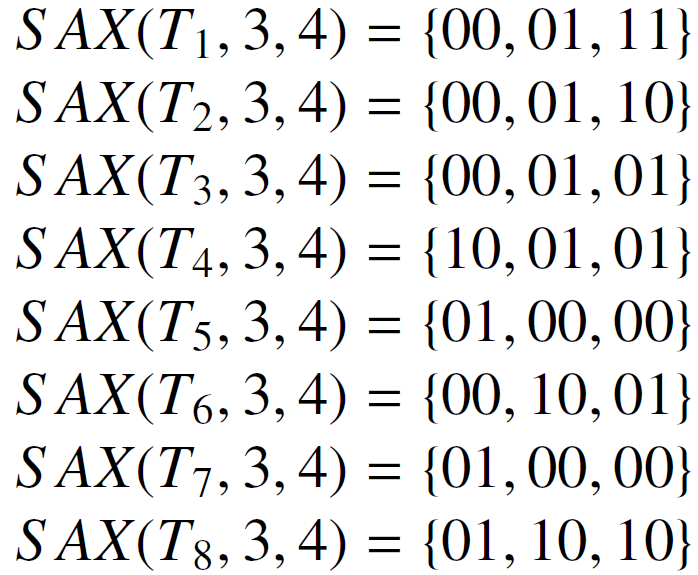 SAX(T₁, 3, 4) = {00, 01, 11}
SAX(T₂, 3, 4) = {00, 01, 10}
SAX(T₃, 3, 4) = {00, 01, 01}
SAX(T₄, 3, 4) = {10, 01, 01}
SAX(T₅, 3, 4) = {01, 00, 00}
SAX(T₆, 3, 4) = {00, 10, 01}
SAX(T₇, 3, 4) = {01, 00, 00}
SAX(T₈, 3, 4) = {01, 10, 10}